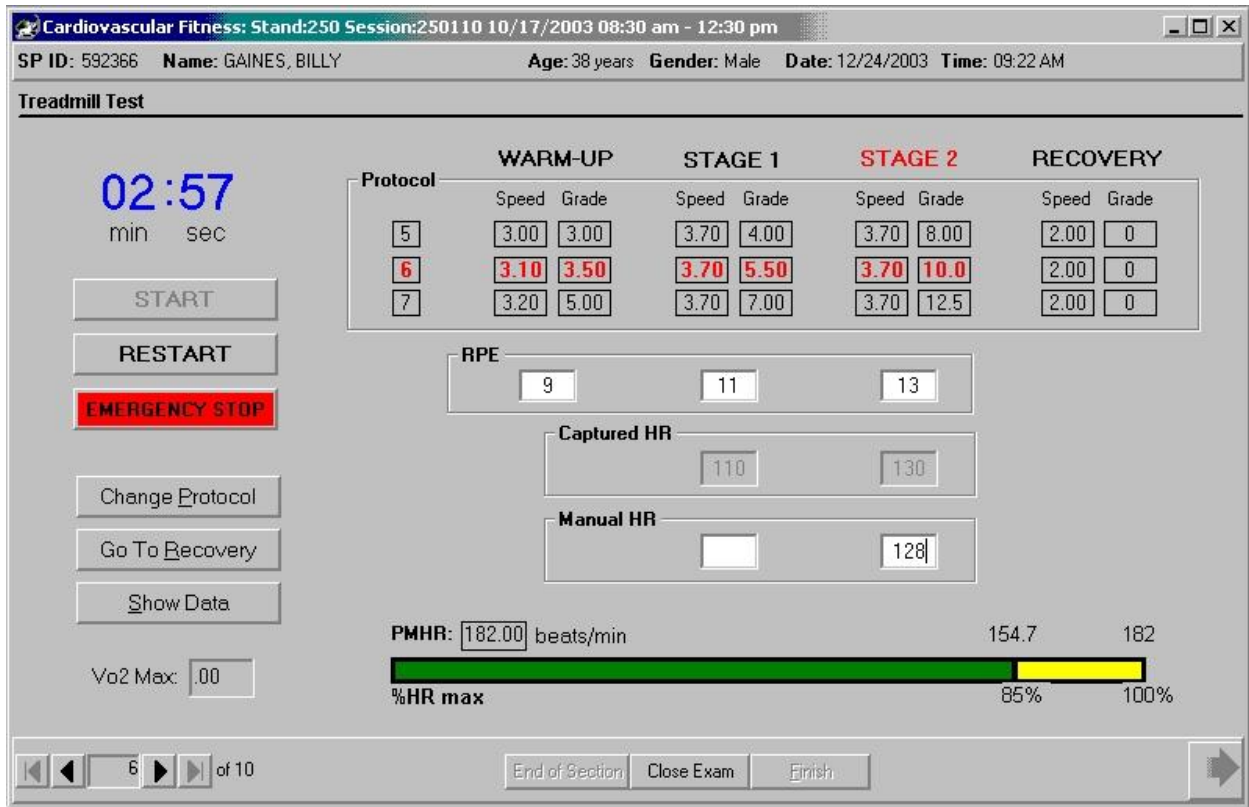 Cardiovascular Fitness: Stand:250 Session:250110 10/17/2003 08:30 am - 12:30 pm
SP ID: 592366 Name: GAINES, BILLY Age: 38 years Gender: Male Date: 12/24/2003 Time: 09:22 AM
Treadmill Test
WARM-UP STAGE 1 STAGE 2 RECOVERY
02:57
min sec
Protocol
Speed Grade Speed Grade Speed Grade Speed Grade
5 3.00 3.00 3.70 4.00 3.70 8.00 2.00 0
6 3.10 3.50 3.70 5.50 3.70 10.0 2.00 0
7 3.20 5.00 3.70 7.00 3.70 12.5 2.00 0
START
RESTART
EMERGENCY STOP
RPE
9 11 13
Captured HR
110 130
Manual HR
128
Change Protocol
Go To Recovery
Show Data
Vo2 Max: .00
PMHR: 182.00 beats/min 154.7 182
%HR max 85% 100%
6 of 10
End of Section Close Exam Finish